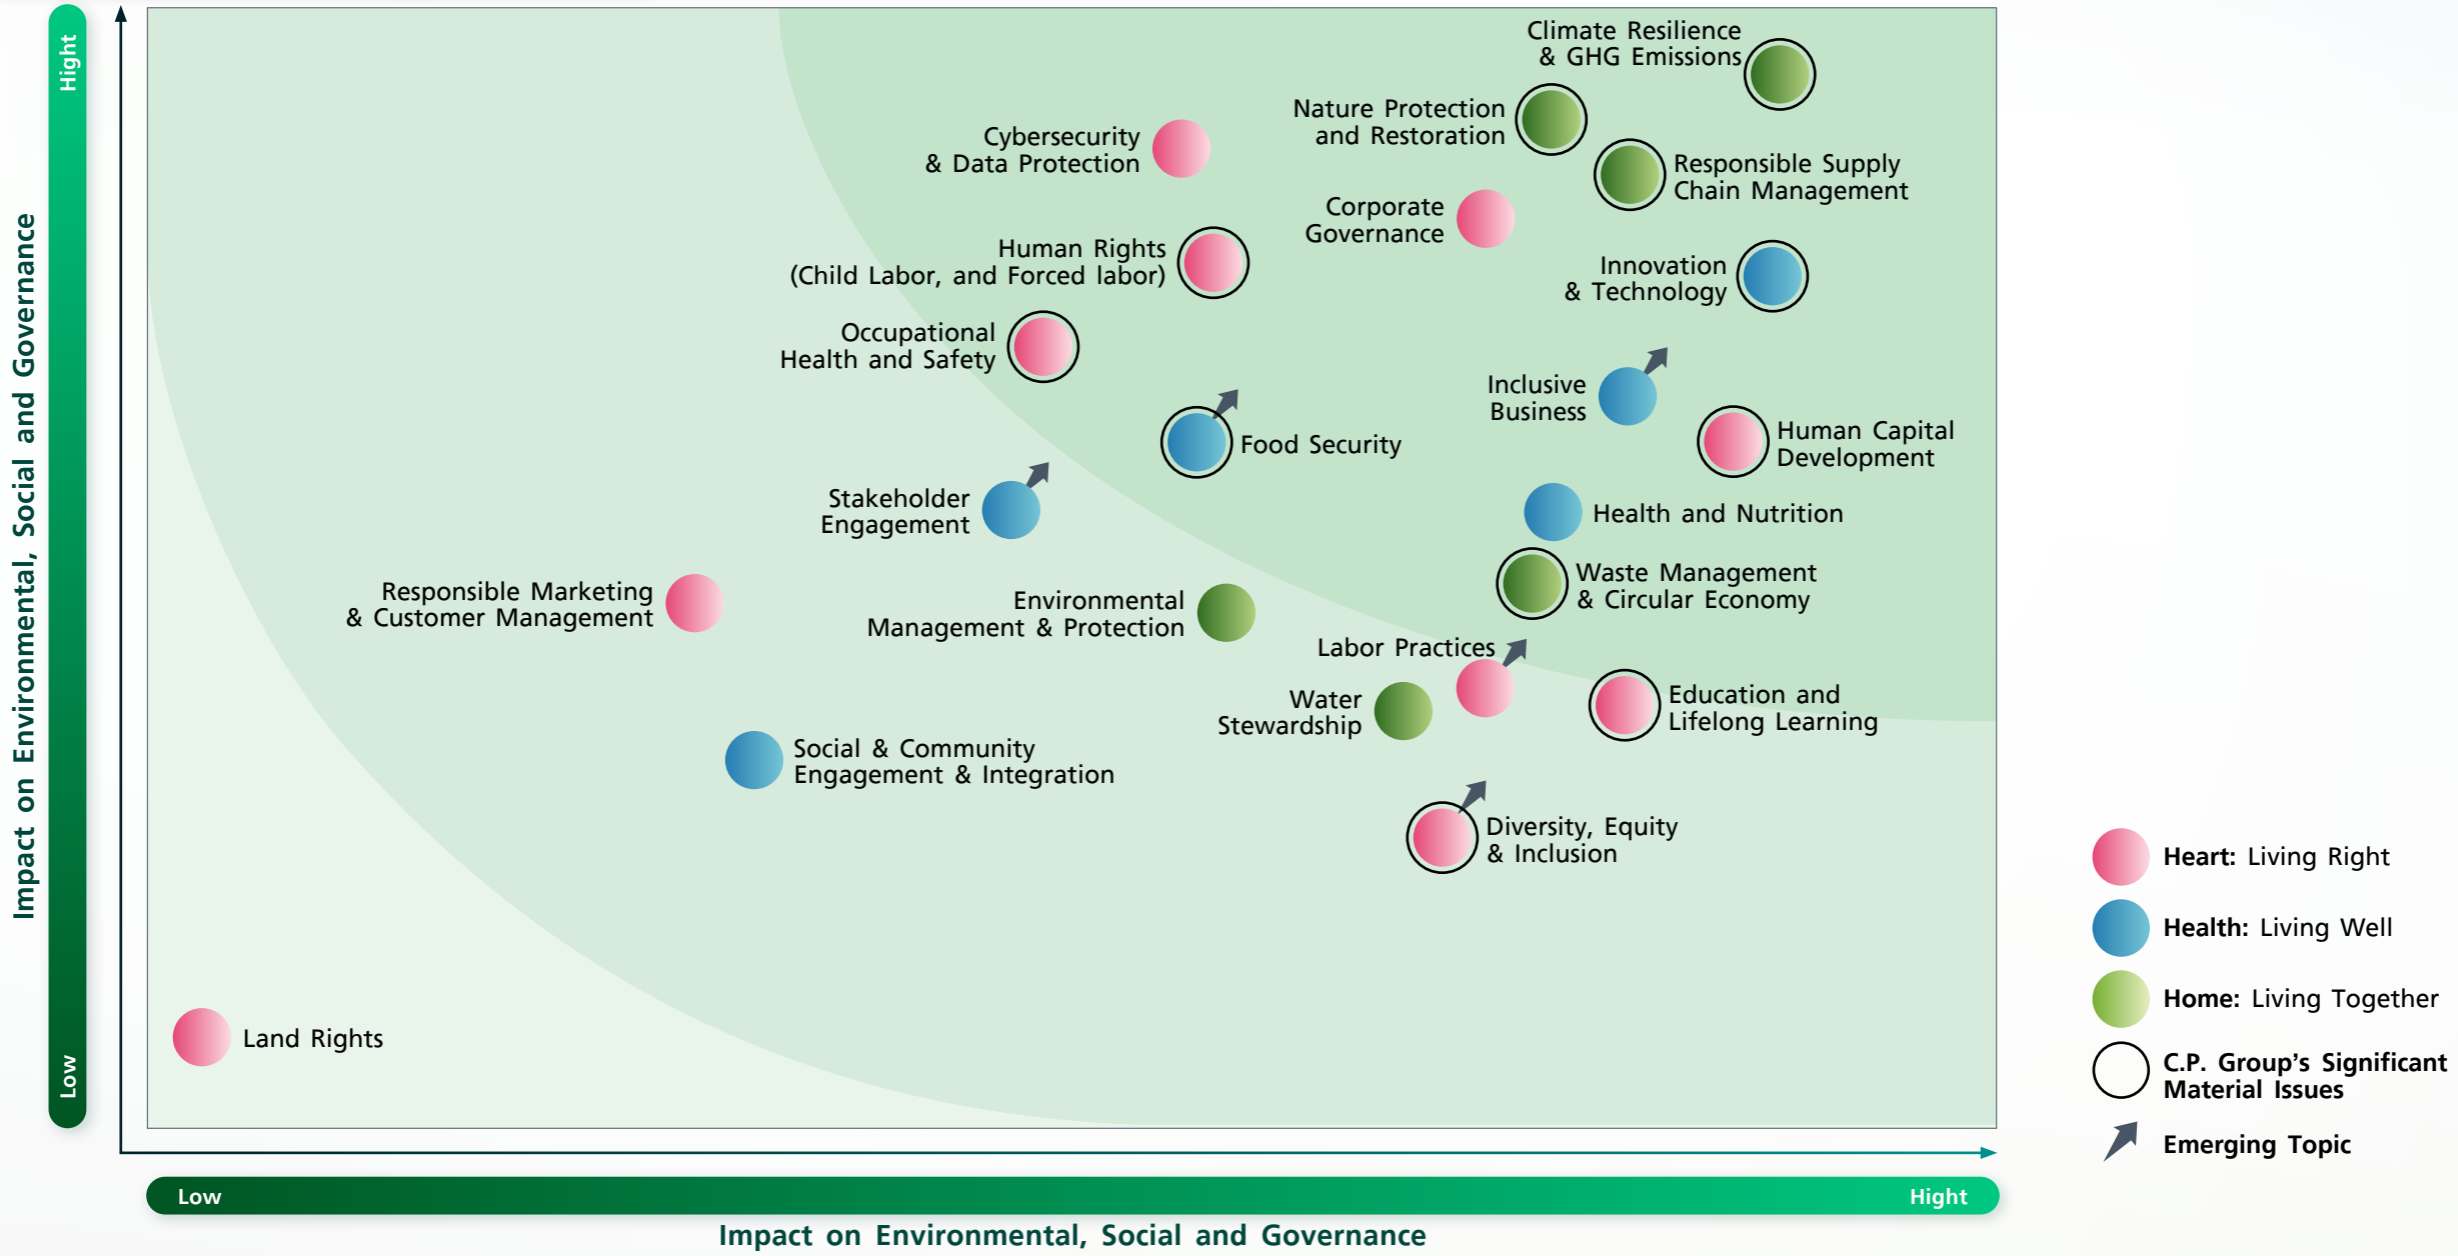 Hight
Impact on Environmental, Social and Governance
Low
Climate Resilience
& GHG Emissions
Nature Protection
and Restoration
Cybersecurity
& Data Protection
Responsible Supply
Chain Management
Corporate
Governance
Human Rights
(Child Labor, and Forced labor)
Innovation
& Technology
Occupational
Health and Safety
Inclusive
Business
Food Security
Human Capital
Development
Stakeholder
Engagement
Health and Nutrition
Waste Management
& Circular Economy
Responsible Marketing
& Customer Management
Environmental
Management & Protection
Labor Practices
Water
Stewardship
Education and
Lifelong Learning
Social & Community
Engagement & Integration
Diversity, Equity
& Inclusion
Land Rights
Heart: Living Right
Health: Living Well
Home: Living Together
C.P. Group’s Significant
Material Issues
Emerging Topic
Low
Hight
Impact on Environmental, Social and Governance